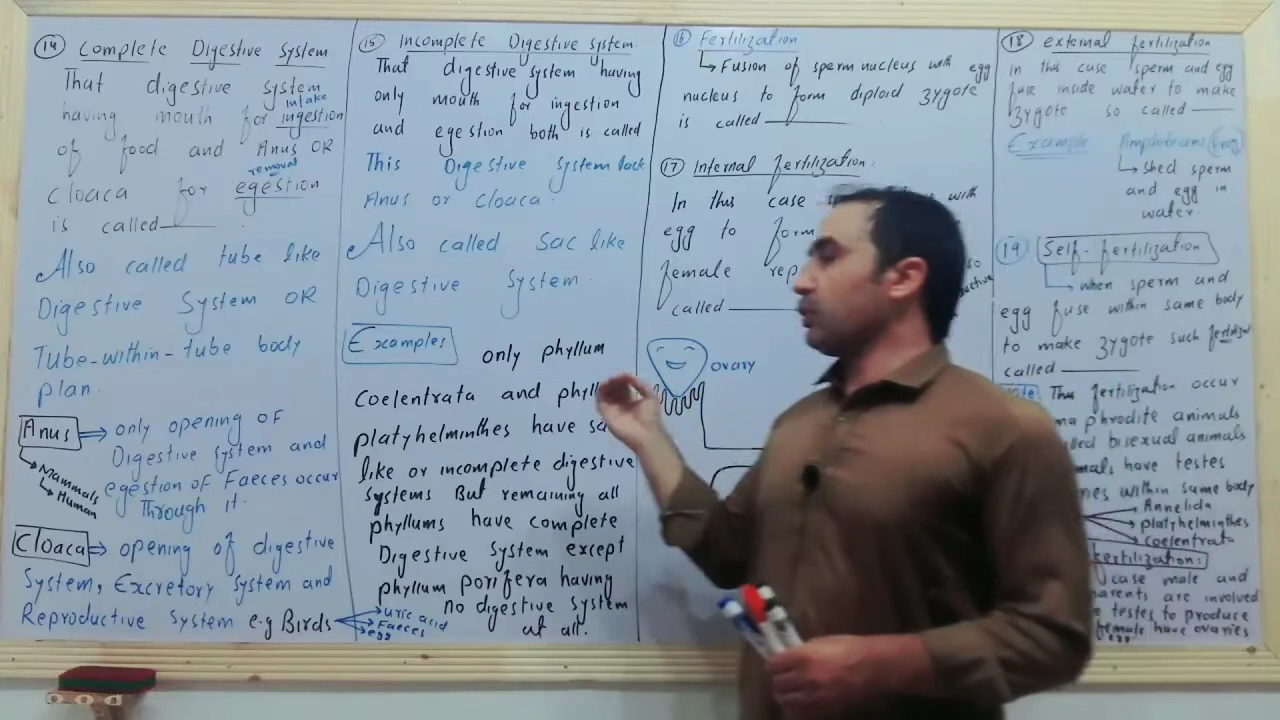 14 Complete Digestive System
That digestive system
intake
having mouth for ingestion
of food and Anus OR
removal
Cloaca for egestion
is called
Also called tube like
Digestive System OR
Tube-within-tube body
plan.
Anus only opening of
Digestive system and
egestion of Faeces occur
Through it.
Mammals
Human
Cloaca opening of digestive
System, Excretory system and
Reproductive System e.g Birds
uric acid
Faeces
egg
15 Incomplete Digestive system.
That digestive system having
only mouth for ingestion
and egestion both is called
This Digestive System lack
Anus or Cloaca.
Also called Sac like
Digestive System.
Examples only phyllum
Coelentrata and
platyhelminthes have
like or incomplete digestive
systems But remaining all
phyllums have complete
Digestive system except
phyllum porifera having
no digestive system
at all.
16 Fertilization
Fusion of sperm nucleus with egg
nucleus to form diploid zygote
is called
17 Internal fertilization:
In this case with
egg to form
female
called
ovary
18 external fertilization
in this case sperm and egg
fuse inside water to make
zygote so called
Example Amphibians (frog)
shed sperm
and egg in
water.
19 Self-fertilization
when sperm and
egg fuse within same body
to make zygote such
called
This fertilization occur
animals
bisexual animals
have testes
within same body
Annelida
platyhelminthes
Coelentrata
case male and
are involved
testes to produce
female have ovaries
egg